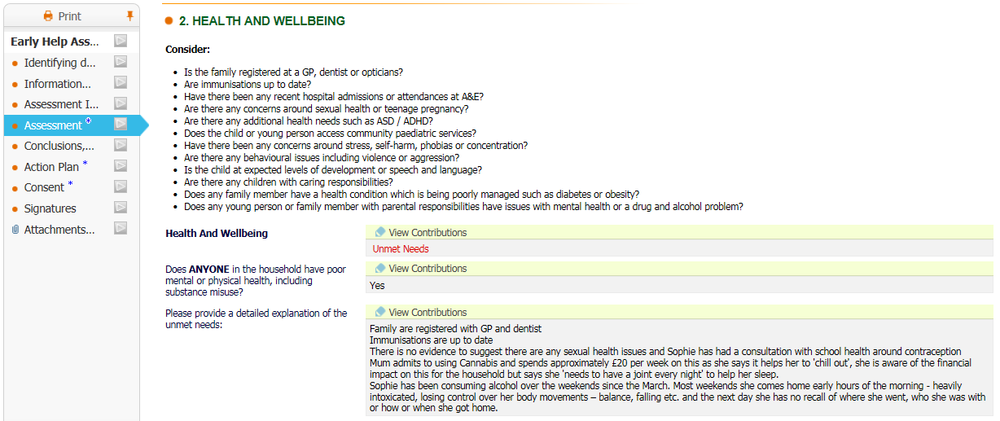 Print
Early Help Ass...
Identifying d...
Information...
Assessment I...
Assessment *
Conclusions,...
Action Plan *
Consent *
Signatures
Attachments...
2. HEALTH AND WELLBEING
Consider:
• Is the family registered at a GP, dentist or opticians?
• Are immunisations up to date?
• Have there been any recent hospital admissions or attendances at A&E?
• Are there any concerns around sexual health or teenage pregnancy?
• Are there any additional health needs such as ASD / ADHD?
• Does the child or young person access community paediatric services?
• Have there been any concerns around stress, self-harm, phobias or concentration?
• Are there any behavioural issues including violence or aggression?
• Is the child at expected levels of development or speech and language?
• Are there any children with caring responsibilities?
• Does any family member have a health condition which is being poorly managed such as diabetes or obesity?
• Does any young person or family member with parental responsibilities have issues with mental health or a drug and alcohol problem?
Health And Wellbeing
View Contributions
Unmet Needs
Does ANYONE in the household have poor
mental or physical health, including
substance misuse?
View Contributions
Yes
Please provide a detailed explanation of the
unmet needs:
View Contributions
Family are registered with GP and dentist
Immunisations are up to date
There is no evidence to suggest there are any sexual health issues and Sophie has had a consultation with school health around contraception
Mum admits to using Cannabis and spends approximately £20 per week on this as she says it helps her to 'chill out', she is aware of the financial
impact on this for the household but says she 'needs to have a joint every night' to help her sleep.
Sophie has been consuming alcohol over the weekends since the March. Most weekends she comes home early hours of the morning - heavily
intoxicated, losing control over her body movements – balance, falling etc. and the next day she has no recall of where she went, who she was with
or how or when she got home.